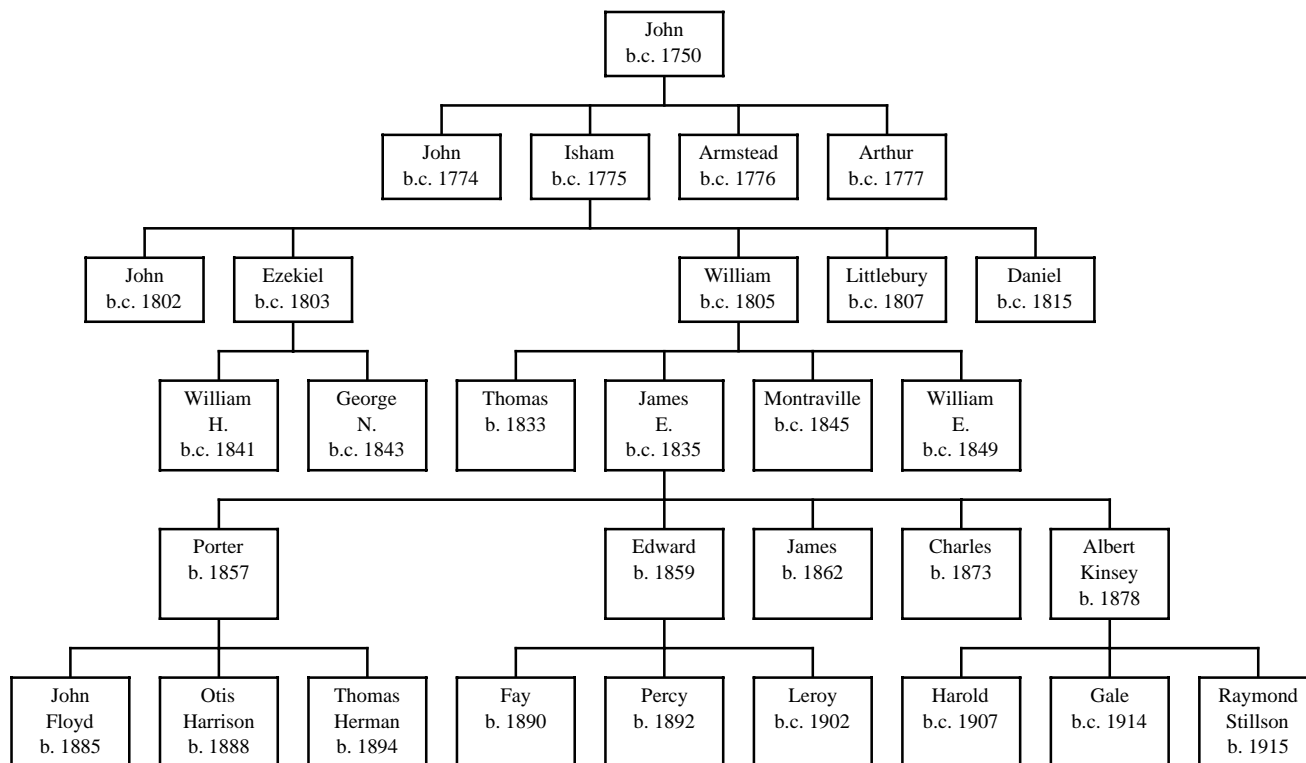 John
b.c. 1750
John
b.c. 1774
Isham
b.c. 1775
Armstead
b.c. 1776
Arthur
b.c. 1777
John
b.c. 1802
Ezekiel
b.c. 1803
William
b.c. 1805
Littlebury
b.c. 1807
Daniel
b.c. 1815
William
H.
b.c. 1841
George
N.
b.c. 1843
Thomas
b. 1833
James
E.
b.c. 1835
Montraville
b.c. 1845
William
E.
b.c. 1849
Porter
b. 1857
Edward
b. 1859
James
b. 1862
Charles
b. 1873
Albert
Kinsey
b. 1878
John
Floyd
b. 1885
Otis
Harrison
b. 1888
Thomas
Herman
b. 1894
Fay
b. 1890
Percy
b. 1892
Leroy
b.c. 1902
Harold
b.c. 1907
Gale
b.c. 1914
Raymond
Stillson
b. 1915